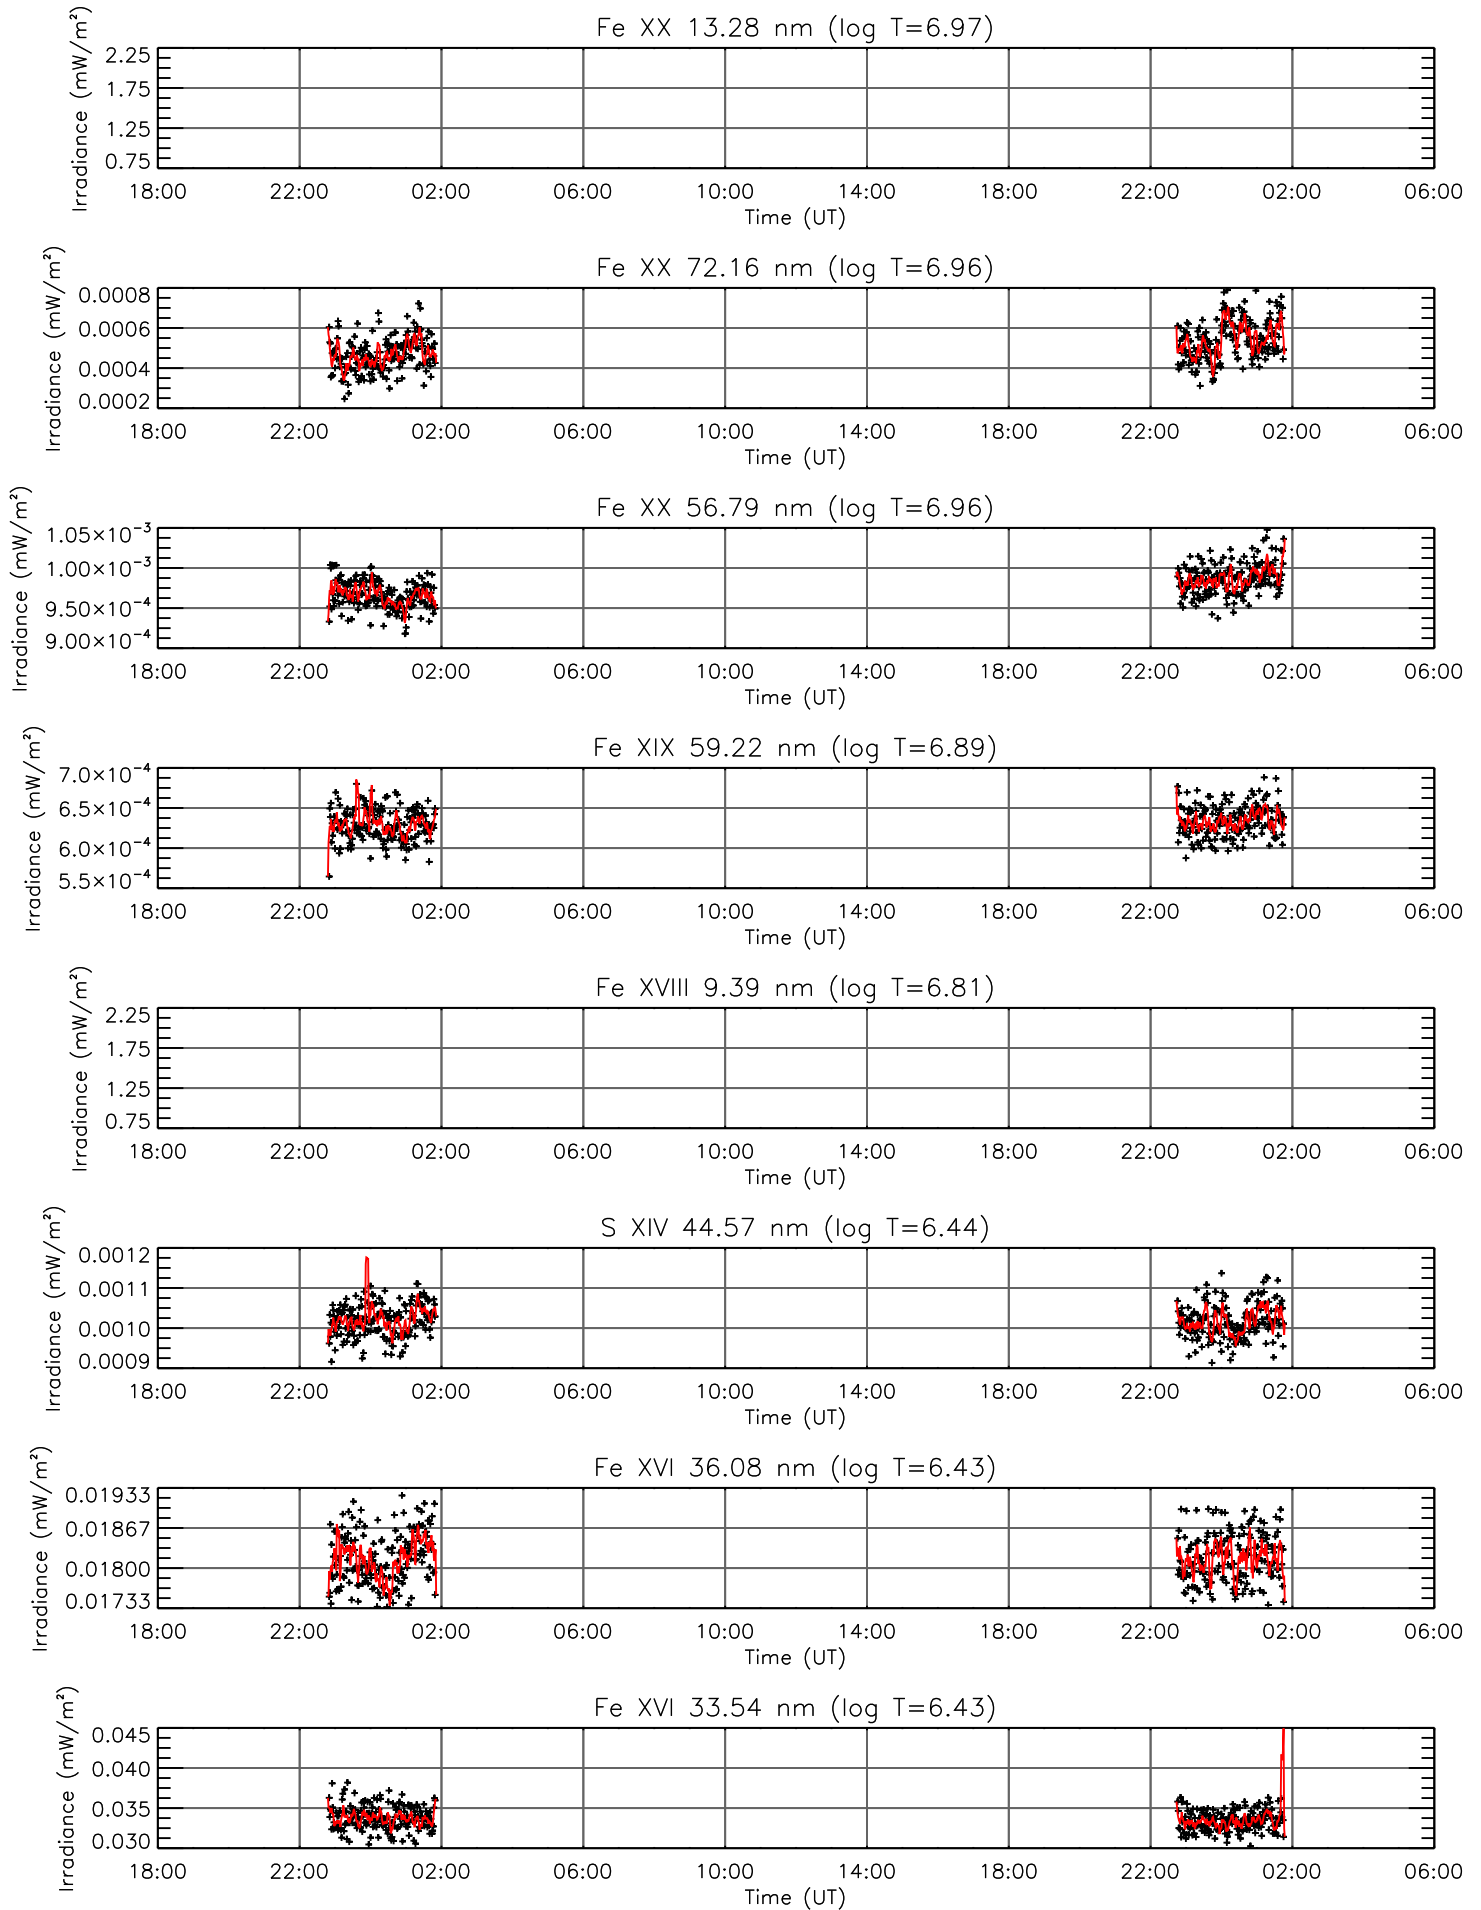 Fe XX 13.28 nm (log T=6.97)
Irradiance (mW/m²)
2.25
1.75
1.25
0.75
18:00 22:00 02:00 06:00 10:00 14:00 18:00 22:00 02:00 06:00
Time (UT)
Fe XX 72.16 nm (log T=6.96)
Irradiance (mW/m²)
0.0008
0.0006
0.0004
0.0002
18:00 22:00 02:00 06:00 10:00 14:00 18:00 22:00 02:00 06:00
Time (UT)
Fe XX 56.79 nm (log T=6.96)
Irradiance (mW/m²)
1.05×10⁻³
1.00×10⁻³
9.50×10⁻⁴
9.00×10⁻⁴
18:00 22:00 02:00 06:00 10:00 14:00 18:00 22:00 02:00 06:00
Time (UT)
Fe XIX 59.22 nm (log T=6.89)
Irradiance (mW/m²)
7.0×10⁻⁴
6.5×10⁻⁴
6.0×10⁻⁴
5.5×10⁻⁴
18:00 22:00 02:00 06:00 10:00 14:00 18:00 22:00 02:00 06:00
Time (UT)
Fe XVIII 9.39 nm (log T=6.81)
Irradiance (mW/m²)
2.25
1.75
1.25
0.75
18:00 22:00 02:00 06:00 10:00 14:00 18:00 22:00 02:00 06:00
Time (UT)
S XIV 44.57 nm (log T=6.44)
Irradiance (mW/m²)
0.0012
0.0011
0.0010
0.0009
18:00 22:00 02:00 06:00 10:00 14:00 18:00 22:00 02:00 06:00
Time (UT)
Fe XVI 36.08 nm (log T=6.43)
Irradiance (mW/m²)
0.01933
0.01867
0.01800
0.01733
18:00 22:00 02:00 06:00 10:00 14:00 18:00 22:00 02:00 06:00
Time (UT)
Fe XVI 33.54 nm (log T=6.43)
Irradiance (mW/m²)
0.045
0.040
0.035
0.030
18:00 22:00 02:00 06:00 10:00 14:00 18:00 22:00 02:00 06:00
Time (UT)